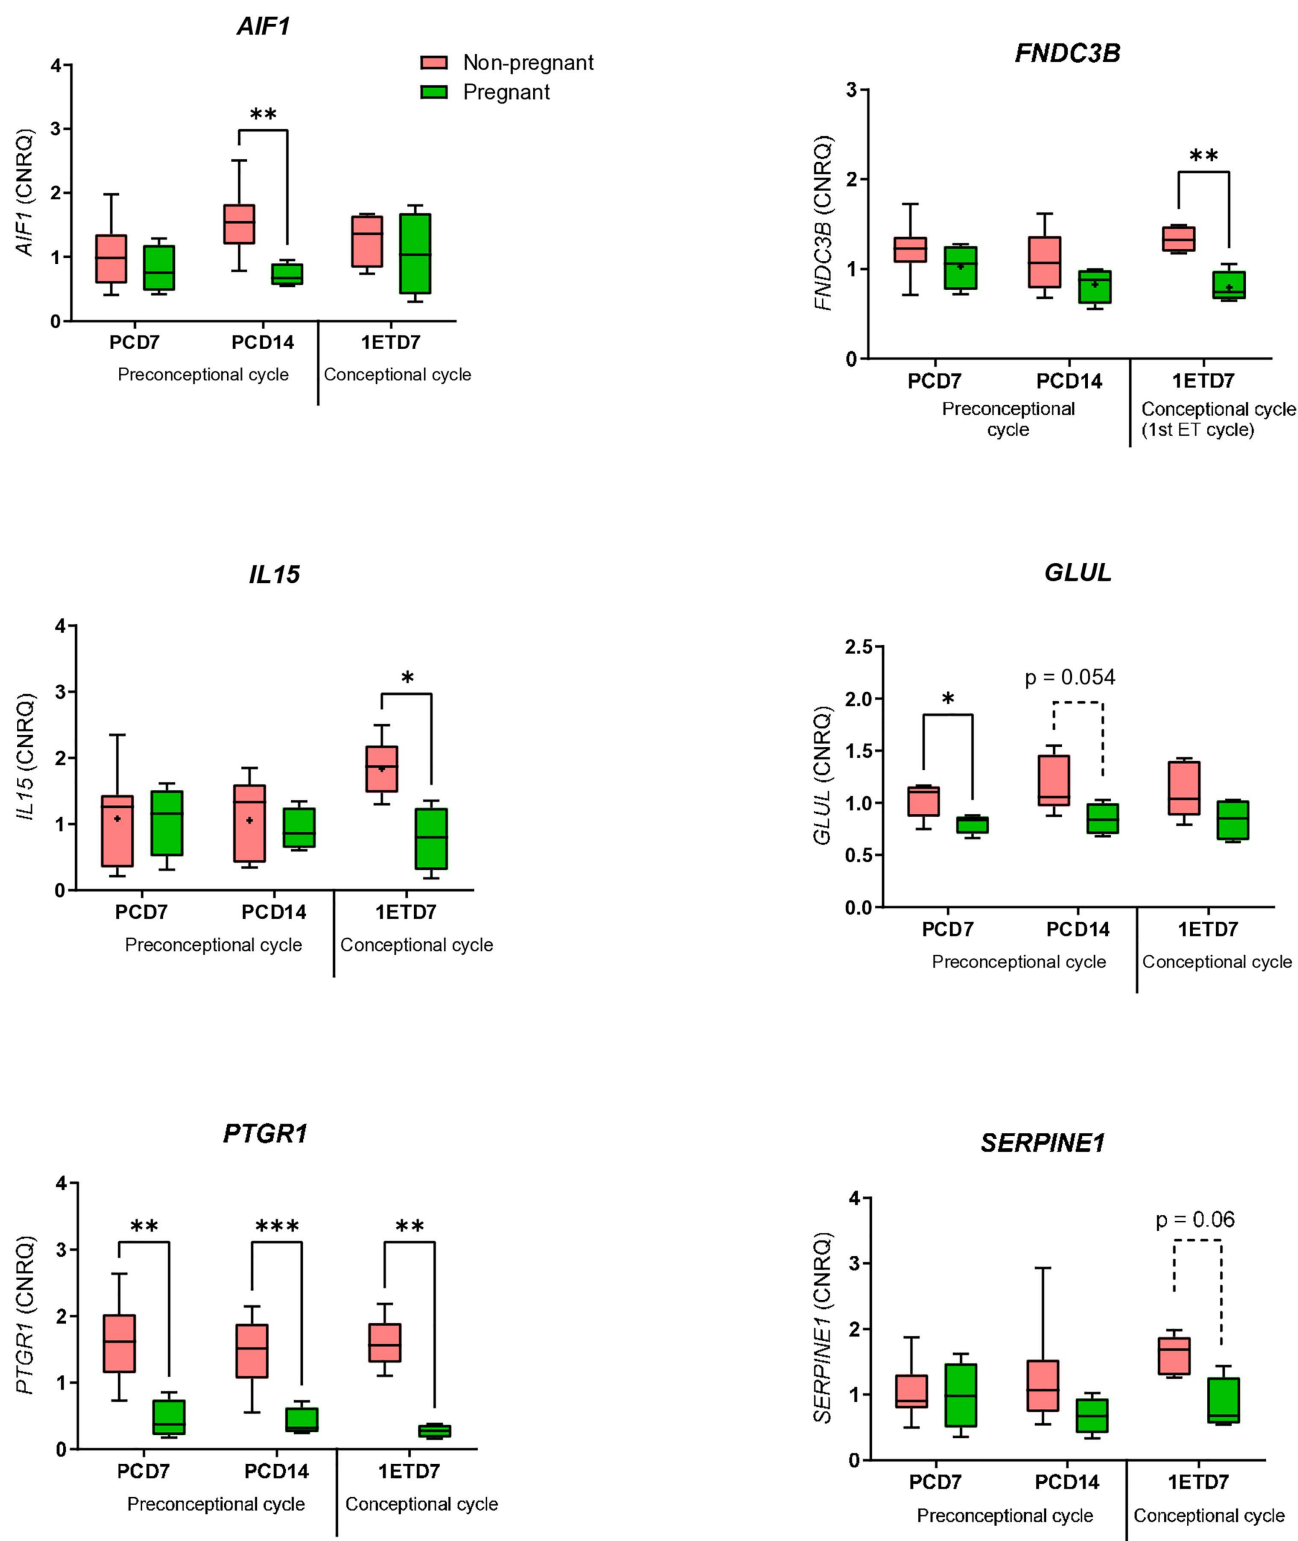 AIF1
Non-pregnant
Pregnant
**
AIF1 (CNRQ)
4
3
2
1
0
PCD7 PCD14 1ETD7
Preconceptional cycle Conceptional cycle
FNDC3B
**
FNDC3B (CNRQ)
3
2
1
0
PCD7 PCD14 1ETD7
Preconceptional
cycle
Conceptional cycle
(1st ET cycle)
IL15
*
IL15 (CNRQ)
4
3
2
1
0
PCD7 PCD14 1ETD7
Preconceptional cycle Conceptional cycle
GLUL
*
p = 0.054
GLUL (CNRQ)
2.5
2.0
1.5
1.0
0.5
0.0
PCD7 PCD14 1ETD7
Preconceptional cycle Conceptional cycle
PTGR1
** *** **
PTGR1 (CNRQ)
4
3
2
1
0
PCD7 PCD14 1ETD7
Preconceptional cycle Conceptional cycle
SERPINE1
p = 0.06
SERPINE1 (CNRQ)
4
3
2
1
0
PCD7 PCD14 1ETD7
Preconceptional cycle Conceptional cycle